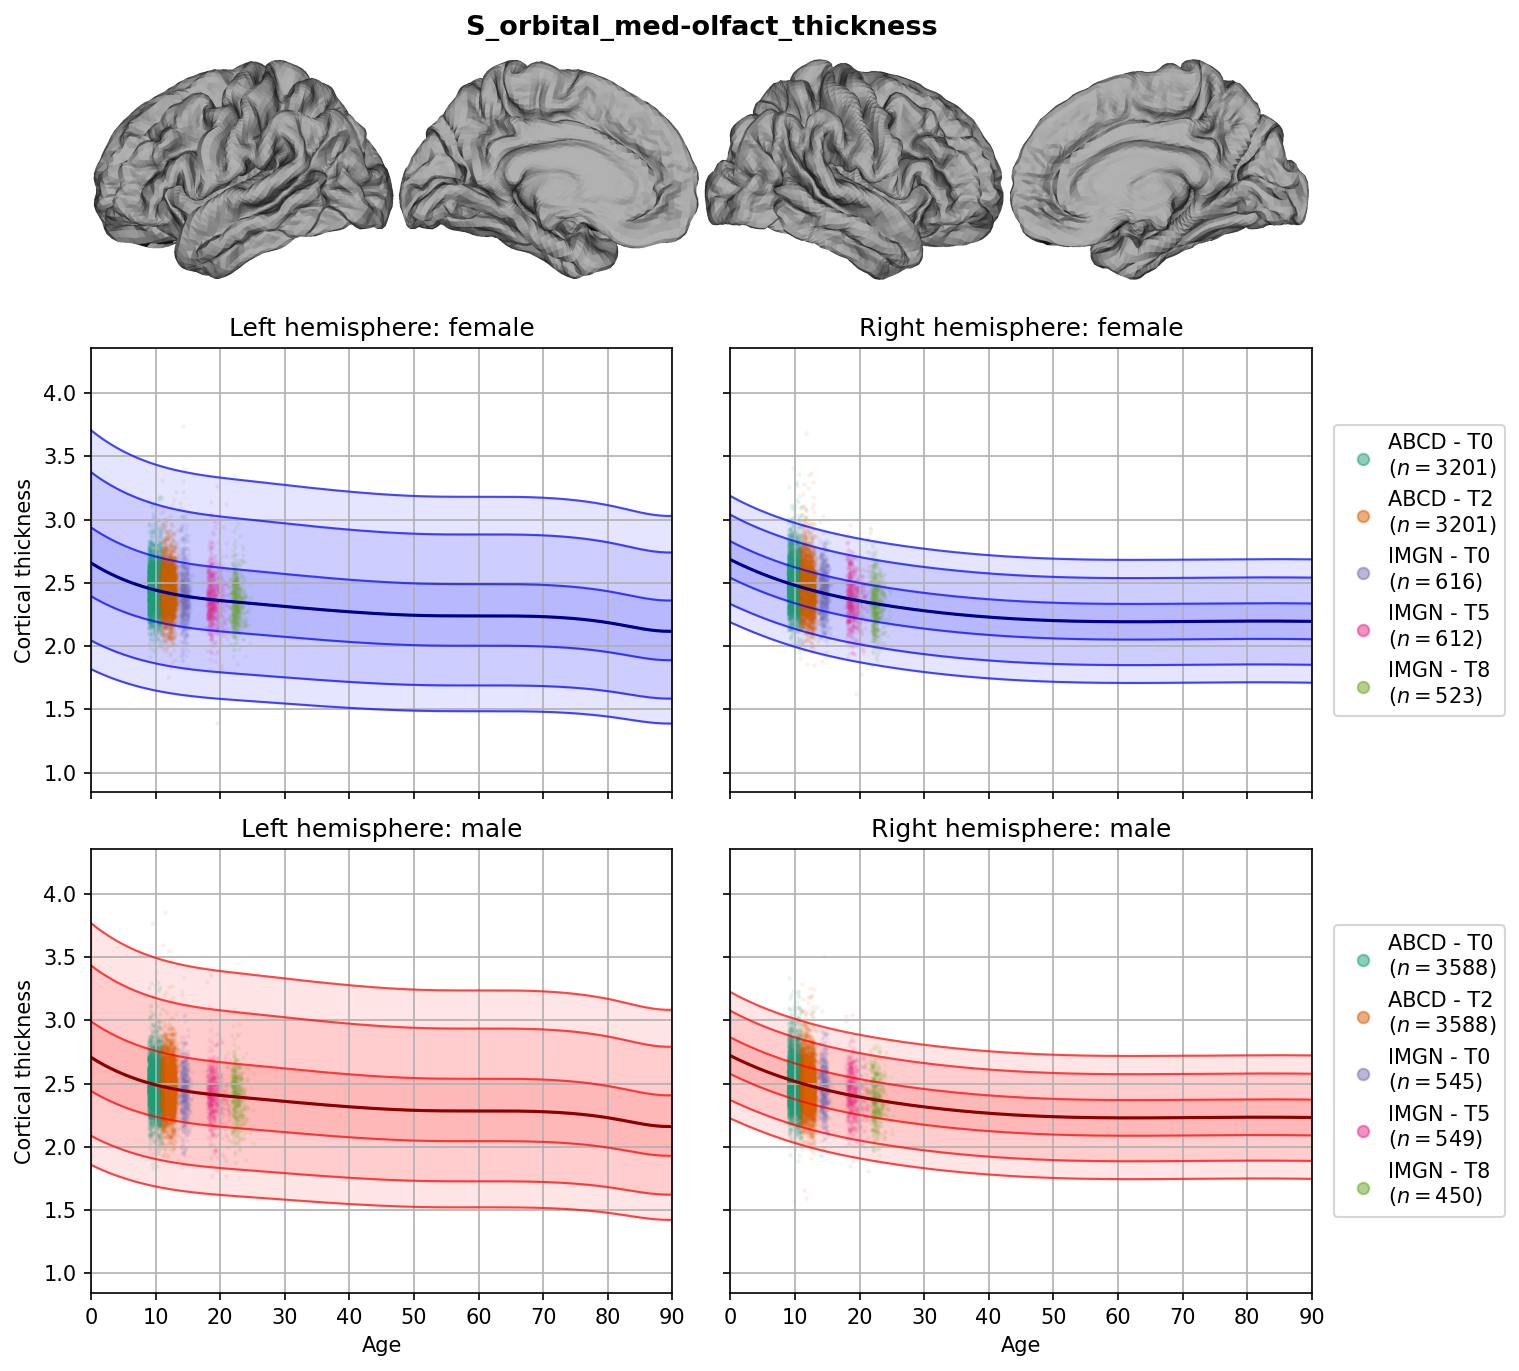 S_orbital_med-olfact_thickness
Left hemisphere: female
Right hemisphere: female
Cortical thickness
4.0
3.5
3.0
2.5
2.0
1.5
1.0
ABCD - T0
(n = 3201)
ABCD - T2
(n = 3201)
IMGN - T0
(n = 616)
IMGN - T5
(n = 612)
IMGN - T8
(n = 523)
Left hemisphere: male
Right hemisphere: male
Cortical thickness
4.0
3.5
3.0
2.5
2.0
1.5
1.0
ABCD - T0
(n = 3588)
ABCD - T2
(n = 3588)
IMGN - T0
(n = 545)
IMGN - T5
(n = 549)
IMGN - T8
(n = 450)
0 10 20 30 40 50 60 70 80 90
0 10 20 30 40 50 60 70 80 90
Age
Age